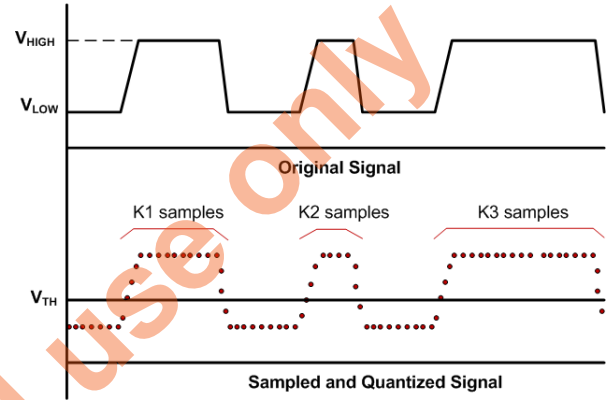 VHIGH
VLOW
Original Signal
K1 samples
K2 samples
K3 samples
VTH
Sampled and Quantized Signal
use only